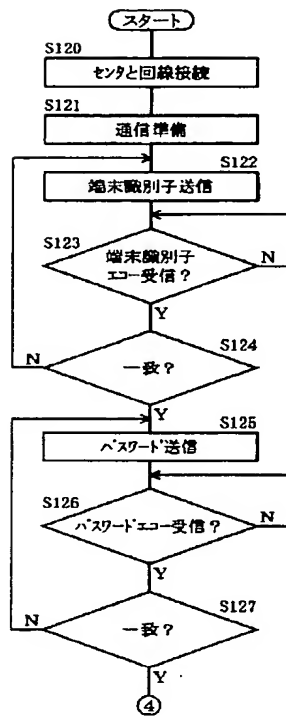 スタート
S120
センタと回線接続
S121
通信準備
S122
端末識別子送信
S123
端末識別子
エコー受信？
N
Y
S124
一致？
N
Y
S125
パスワード送信
S126
パスワードエコー受信？
N
Y
S127
一致？
N
Y
④